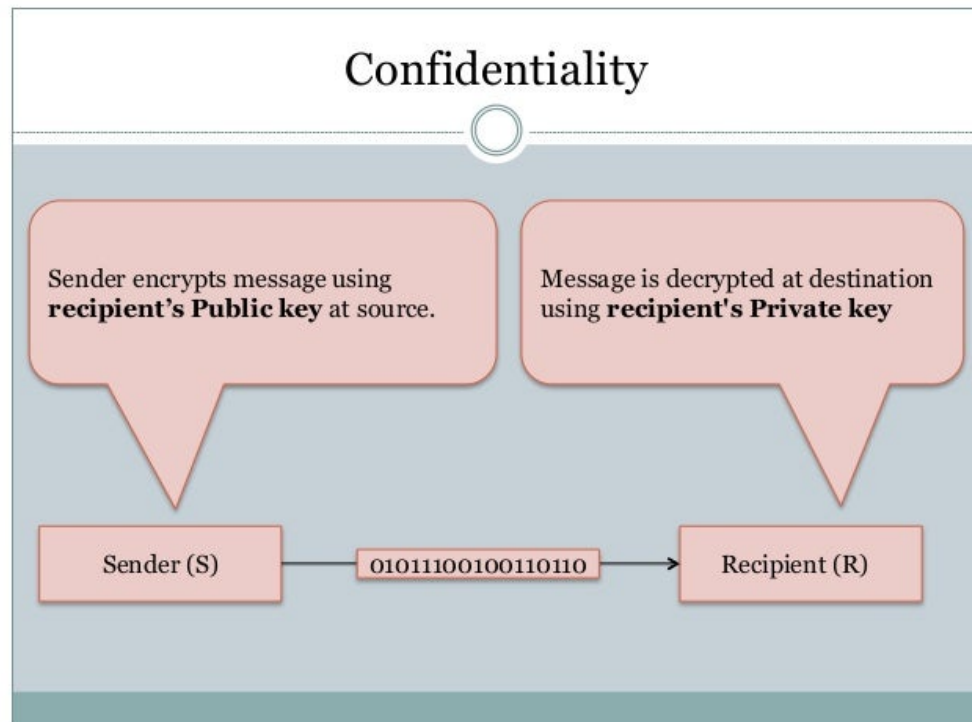 Confidentiality
Sender encrypts message using
recipient’s Public key at source.
Message is decrypted at destination
using recipient's Private key
Sender (S)
01011100100110110
Recipient (R)